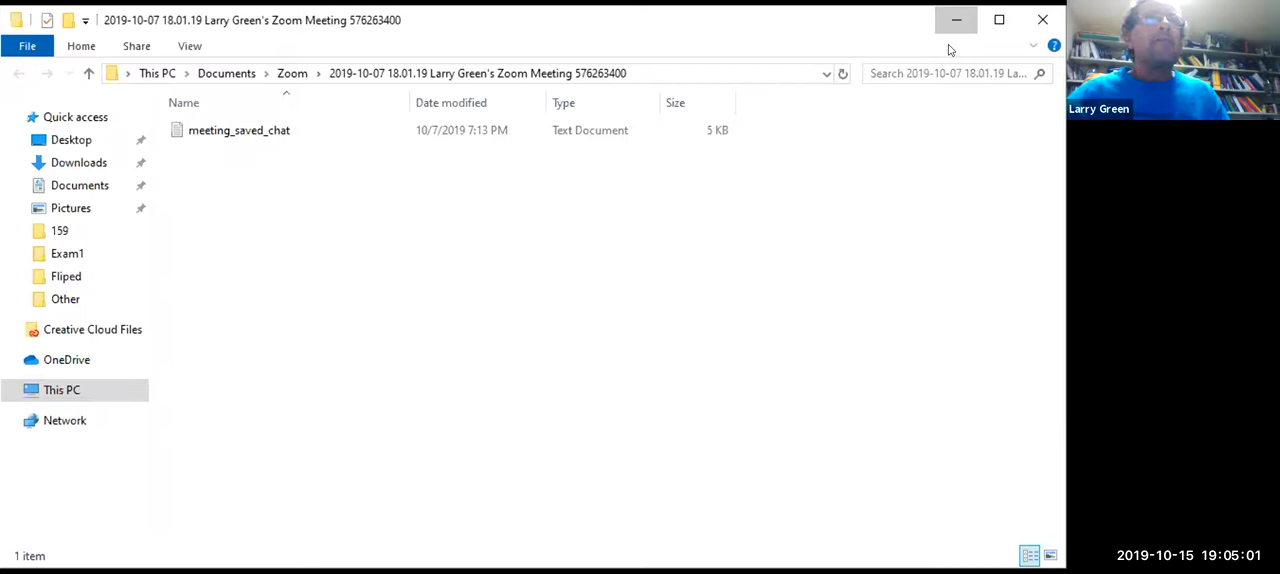 2019-10-07 18.01.19 Larry Green's Zoom Meeting 576263400
File Home Share View
This PC Documents Zoom 2019-10-07 18.01.19 Larry Green's Zoom Meeting 576263400 Search 2019-10-07 18.01.19 La...
Name Date modified Type Size
meeting_saved_chat 10/7/2019 7:13 PM Text Document 5 KB
Quick access
Desktop
Downloads
Documents
Pictures
159
Exam1
Fliped
Other
Creative Cloud Files
OneDrive
This PC
Network
1 item
Larry Green
2019-10-15 19:05:01